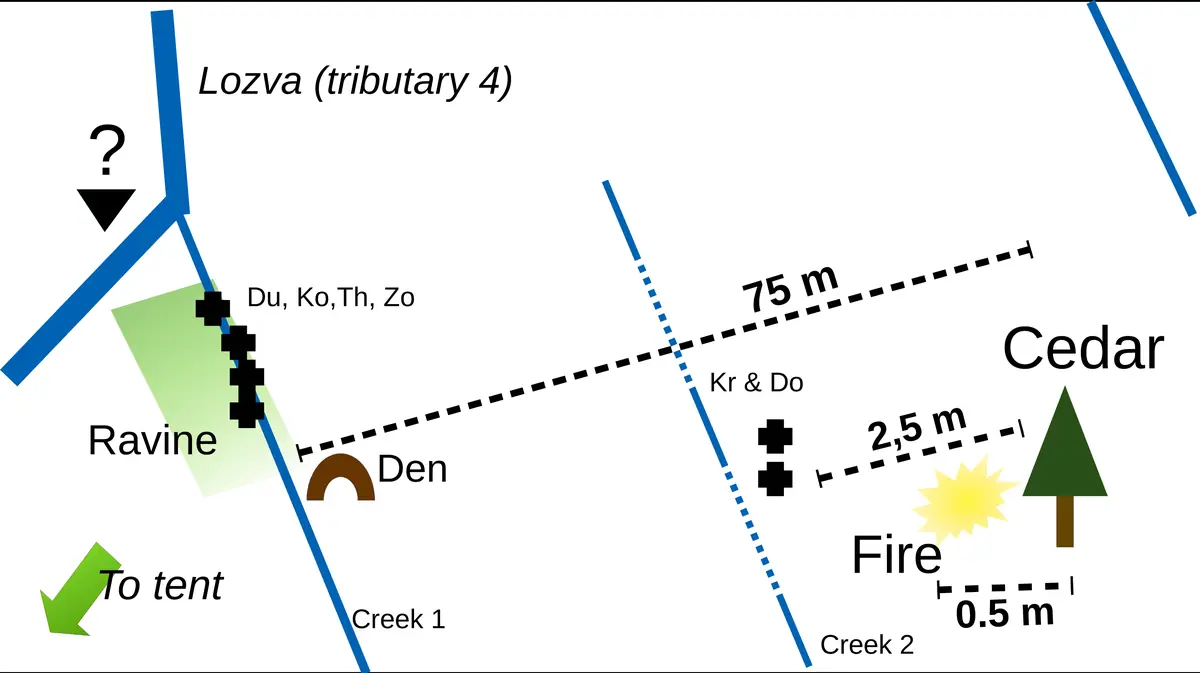 Lozva (tributary 4)
?
Du, Ko,Th, Zo
75 m
Cedar
Kr & Do
2,5 m
Ravine
Den
Fire
To tent
0.5 m
Creek 1
Creek 2